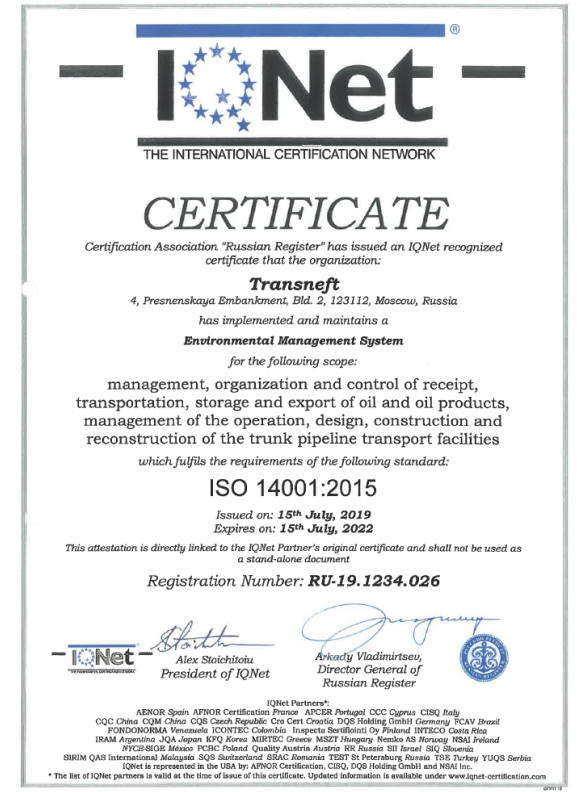 IQNet ®
THE INTERNATIONAL CERTIFICATION NETWORK
CERTIFICATE
Certification Association "Russian Register" has issued an IQNet recognized
certificate that the organization:
Transneft
4, Presnenskaya Embankment, Bld. 2, 123112, Moscow, Russia
has implemented and maintains a
Environmental Management System
for the following scope:
management, organization and control of receipt,
transportation, storage and export of oil and oil products,
management of the operation, design, construction and
reconstruction of the trunk pipeline transport facilities
which fulfils the requirements of the following standard:
ISO 14001:2015
Issued on: 15th July, 2019
Expires on: 15th July, 2022
This attestation is directly linked to the IQNet Partner's original certificate and shall not be used as
a stand-alone document
Registration Number: RU-19.1234.026
IQNet
Alex Stoichitoiu
President of IQNet
Arkady Vladimirtsev,
Director General of
Russian Register
IQNet Partners*:
AENOR Spain AFNOR Certification France APCER Portugal CCC Cyprus CISQ Italy
CQC China CQM China CQS Czech Republic Cro Cert Croatia DQS Holding GmbH Germany FCAV Brazil
FONDONORMA Venezuela ICONTEC Colombia Inspecta Sertifiointi Oy Finland INTECO Costa Rica
IRAM Argentina JQA Japan KFQ Korea MIRTEC Greece MSZT Hungary Nemko AS Norway NSAI Ireland
NYCE-SIGE México PCBC Poland Quality Austria Austria RR Russia SII Israel SIQ Slovenia
SIRIM QAS International Malaysia SQS Switzerland SRAC Romania TEST St Petersburg Russia TSE Turkey YUQS Serbia
IQNet is represented in the USA by: AFNOR Certification, CISQ, DQS Holding GmbH and NSAI Inc.
* The list of IQNet partners is valid at the time of issue of this certificate. Updated information is available under www.iqnet-certification.com